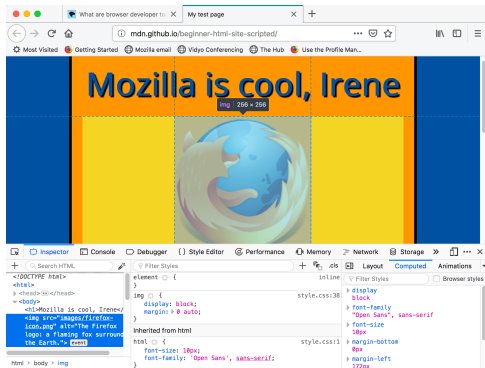 What are browser developer to
My test page
mdn.github.io/beginner-html-site-scripted/
Most Visited Getting Started Mozilla email Vidyo Conferencing The Hub Use the Profile Man...
Mozilla is cool, Irene
img 256 × 256
Inspector Console Debugger {} Style Editor Performance Memory Network Storage
Search HTML
<!DOCTYPE html>
<html>
<head> </head>
<body>
<h1>Mozilla is cool, Irene</
<img src="images/firefox-
icon.png" alt="The Firefox
logo: a flaming fox surround
the Earth."> event
html > body > img
Filter Styles
.cls
element { inline
}
img { style.css:38
display: block;
margin: 0 auto;
}
Inherited from html
html { style.css:1
font-size: 10px;
font-family: 'Open Sans', sans-serif;
}
Layout Computed Animations
Filter Styles Browser styles
display
block
font-family
"Open Sans", sans-serif
font-size
10px
margin-bottom
0px
margin-left
172px